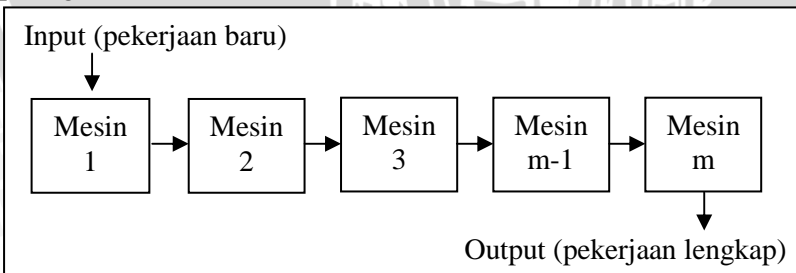 Input (pekerjaan baru)
Mesin 1
Mesin 2
Mesin 3
Mesin m-1
Mesin m
Output (pekerjaan lengkap)